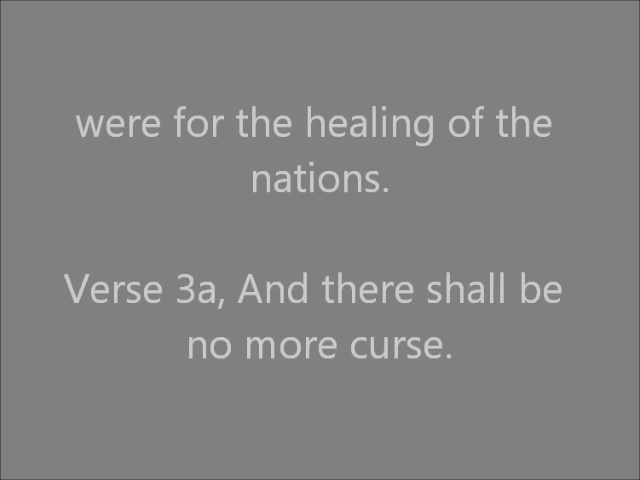 were for the healing of the
nations.
Verse 3a, And there shall be
no more curse.